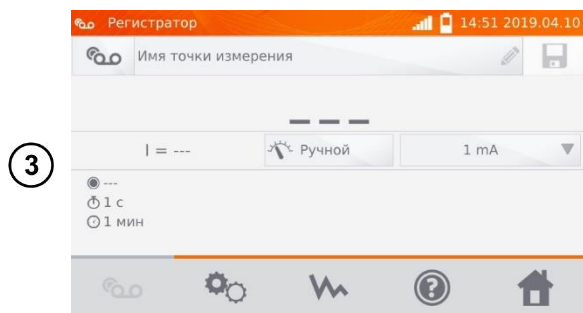 Регистратор 14:51 2019.04.10
Имя точки измерения
---
3
I = --- Ручной 1 mA
---
1 с
1 мин
?